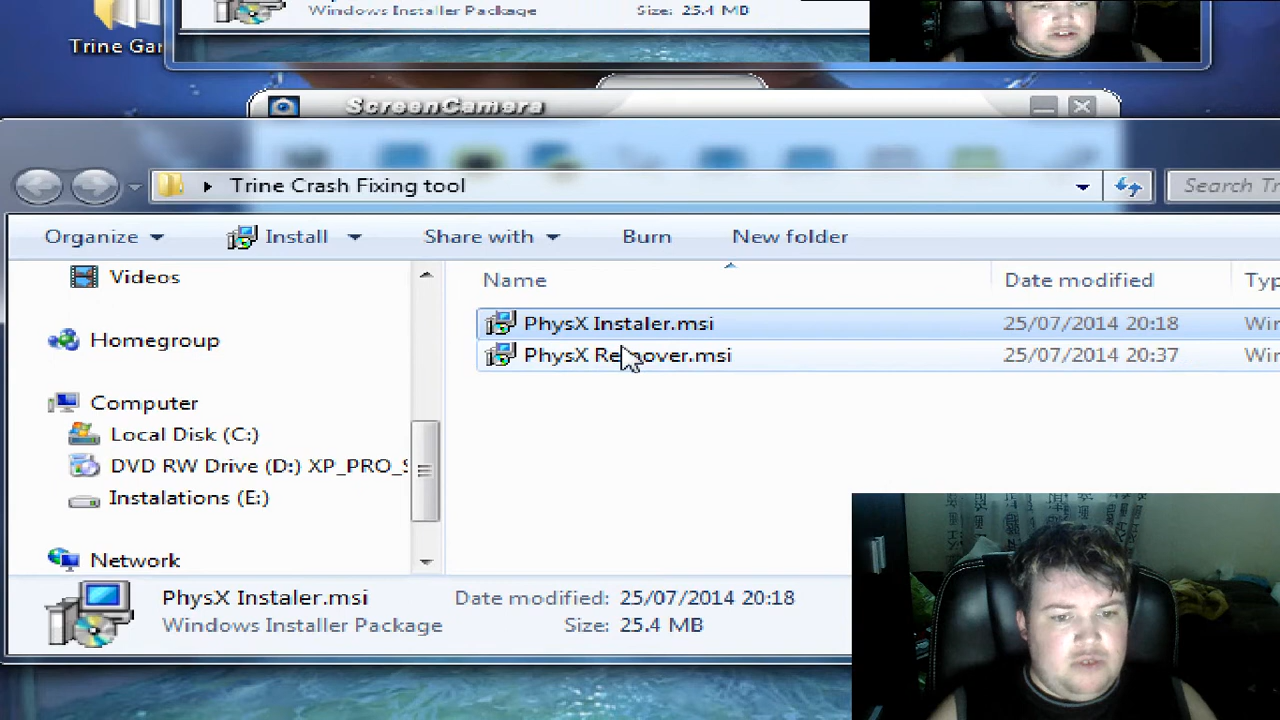 Windows Installer Package Size: 25.4 MB
Trine Gar
ScreenCamera
Trine Crash Fixing tool
Search Tr
Organize Install Share with Burn New folder
Videos
Homegroup
Computer
Local Disk (C:)
DVD RW Drive (D:) XP_PRO_S
Instalations (E:)
Network
Name Date modified Typ
PhysX Instaler.msi 25/07/2014 20:18 Win
PhysX Remover.msi 25/07/2014 20:37 Win
PhysX Instaler.msi Date modified: 25/07/2014 20:18
Windows Installer Package Size: 25.4 MB